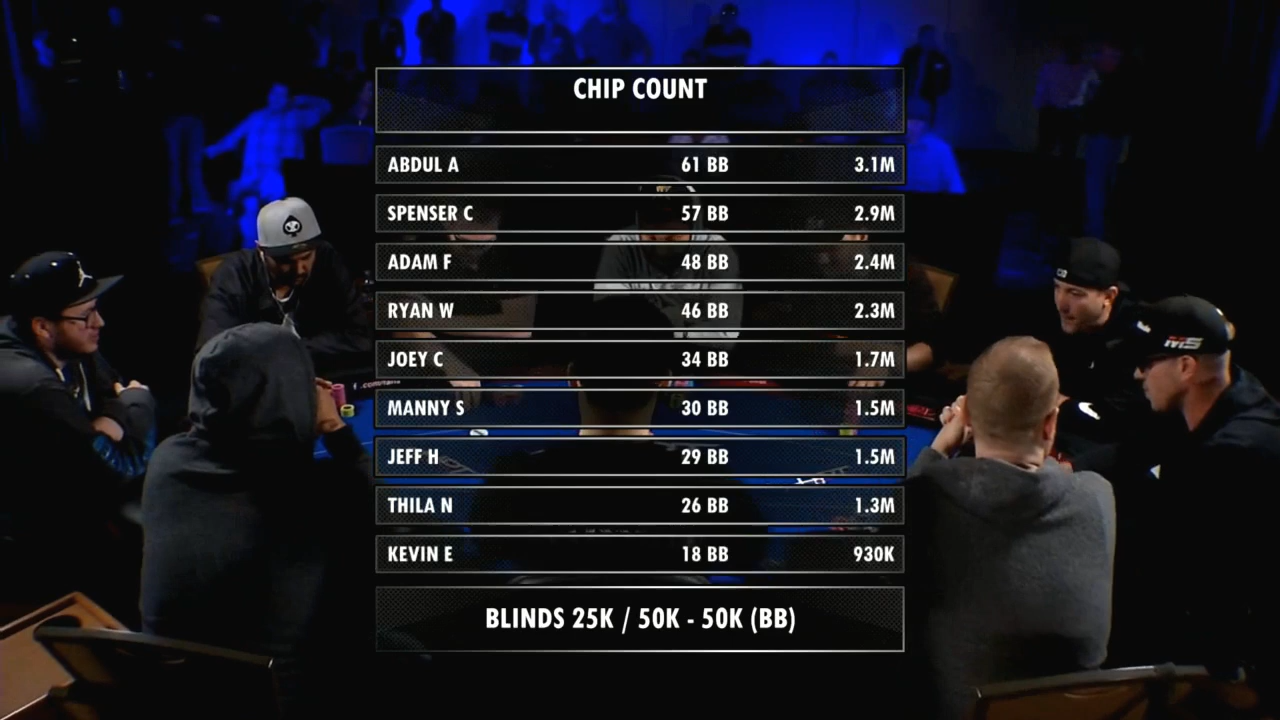 CHIP COUNT
ABDUL A 61 BB 3.1M
SPENSER C 57 BB 2.9M
ADAM F 48 BB 2.4M
RYAN W 46 BB 2.3M
JOEY C 34 BB 1.7M
MANNY S 30 BB 1.5M
JEFF H 29 BB 1.5M
THILA N 26 BB 1.3M
KEVIN E 18 BB 930K
BLINDS 25K / 50K - 50K (BB)
MS